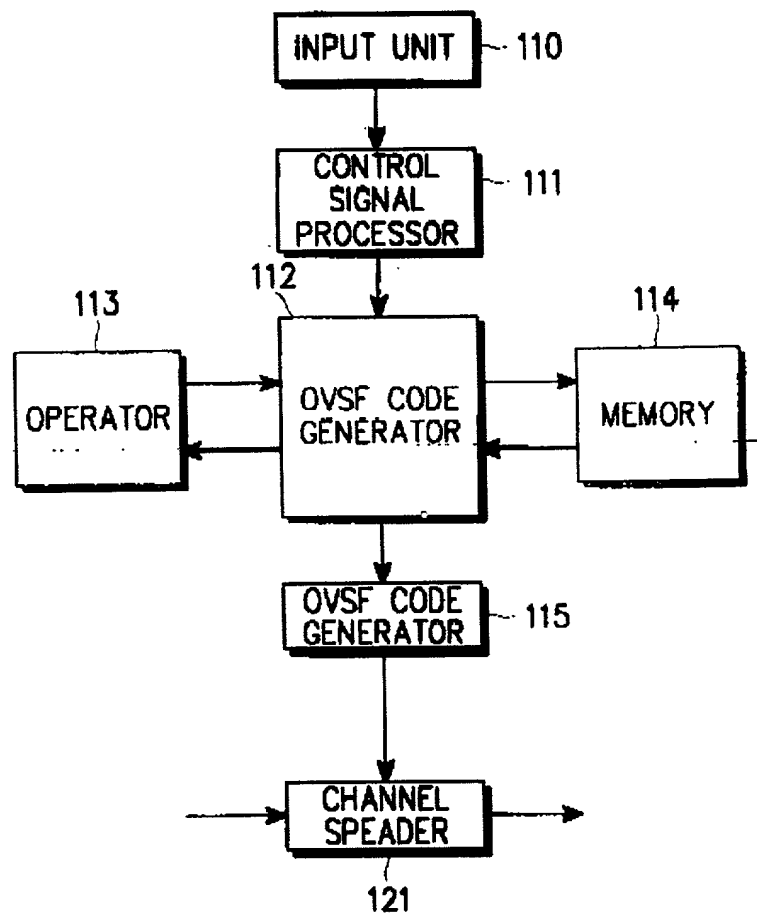 INPUT UNIT
110
CONTROL
SIGNAL
PROCESSOR
111
112
113
114
OPERATOR
OVSF CODE
GENERATOR
MEMORY
OVSF CODE
GENERATOR
115
CHANNEL
SPEADER
121